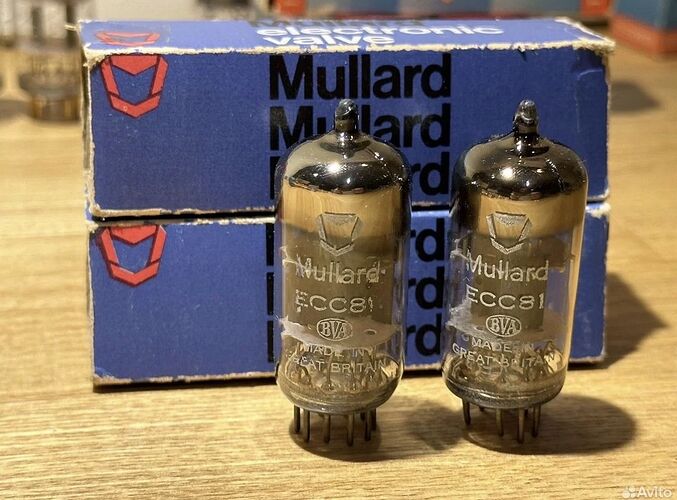 Mullard
electronic
valve
Mullard
Mullard
Mullard
ECC81
BVA
MADE IN
GREAT BRITAIN
Mullard
ECC81
BVA
MADE IN
GREAT BRITAIN
Avito